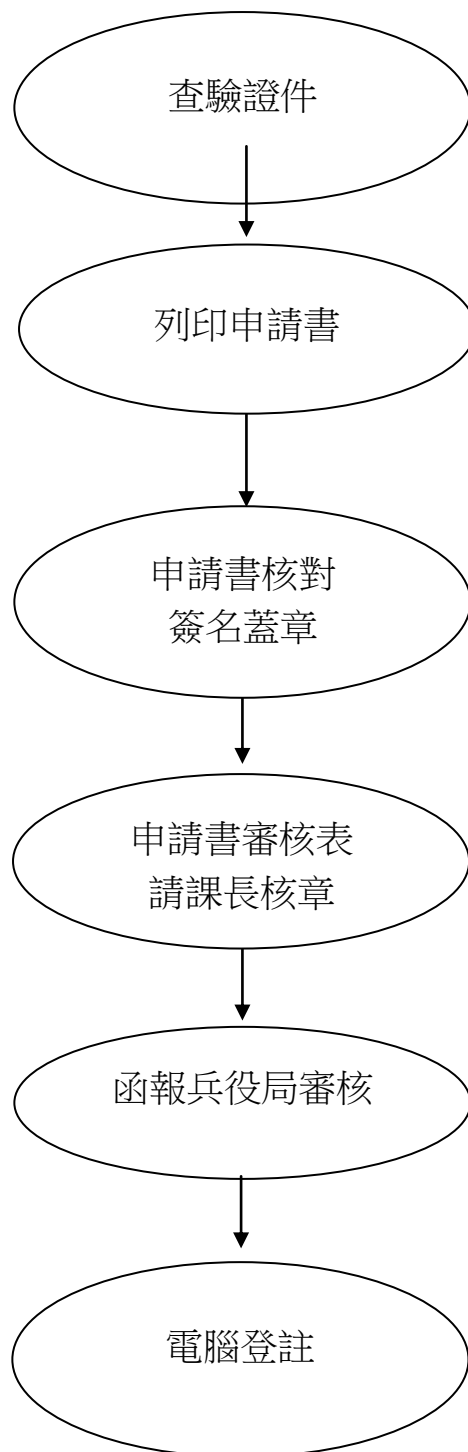 查驗證件
列印申請書
申請書核對
簽名蓋章
申請書審核表
請課長核章
函報兵役局審核
電腦登註